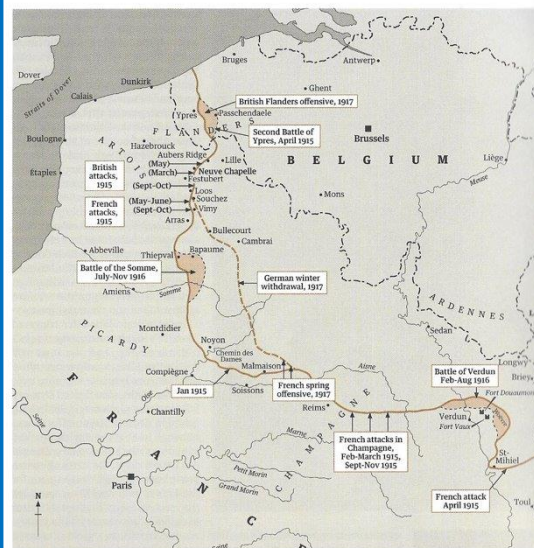 Dover
Straits of Dover
Calais
Dunkirk
Bruges
Antwerp
Ghent
British Flanders offensive, 1917
Ypres
Passchendaele
FLANDERS
Second Battle of
Ypres, April 1915
Boulogne
Hazebrouck
Brussels
ARTOIS
Aubers Ridge
Lille
BELGIUM
Étaples
British
attacks,
1915
(May)
(March)
Neuve Chapelle
Festubert
(Sept-Oct)
Loos
Liège
Meuse
Mons
French
attacks,
1915
(May-June)
Souchez
(Sept-Oct)
Vimy
Arras
Bullecourt
Cambrai
Abbeville
Thiepval
Bapaume
Battle of the Somme,
July-Nov 1916
German winter
withdrawal, 1917
Amiens
Somme
ARDENNES
PICARDY
Sedan
Montdidier
Noyon
Chemin des
Dames
Longwy
Briey
Compiègne
Malmaison
Aisne
Battle of Verdun
Feb-Aug 1916
Jan 1915
Soissons
French spring
offensive, 1917
Fort Douaumont
Oise
Chantilly
Reims
CHAMPAGNE
Verdun
Fort Vaux
FRANCE
Seine
Marne
French attacks in
Champagne,
Feb-March 1915,
Sept-Nov 1915
St-
Mihiel
Paris
Petit Morin
Grand Morin
French attack
April 1915
Toul
N